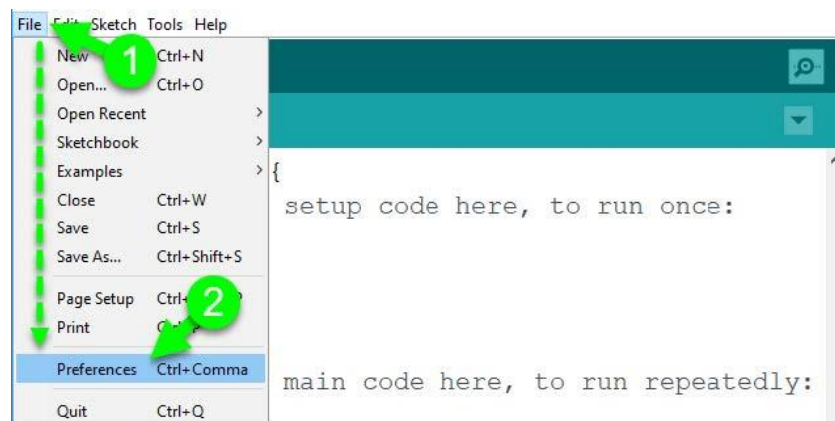 File Edit Sketch Tools Help
1
New Ctrl+N
Open... Ctrl+O
Open Recent >
Sketchbook >
Examples > {
Close Ctrl+W
setup code here, to run once:
Save Ctrl+S
Save As... Ctrl+Shift+S
Page Setup
2
Print
Preferences Ctrl+Comma
main code here, to run repeatedly:
Quit Ctrl+Q